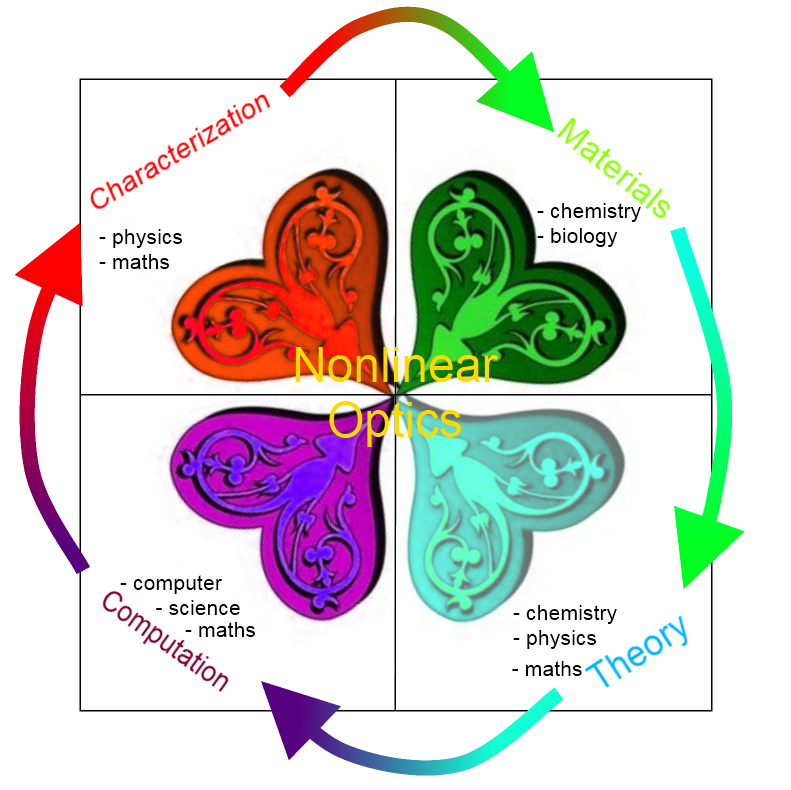 Characterization
- physics
- maths
Materials
- chemistry
- biology
Nonlinear
Optics
- computer
- science
- maths
Computation
- chemistry
- physics
- maths
Theory